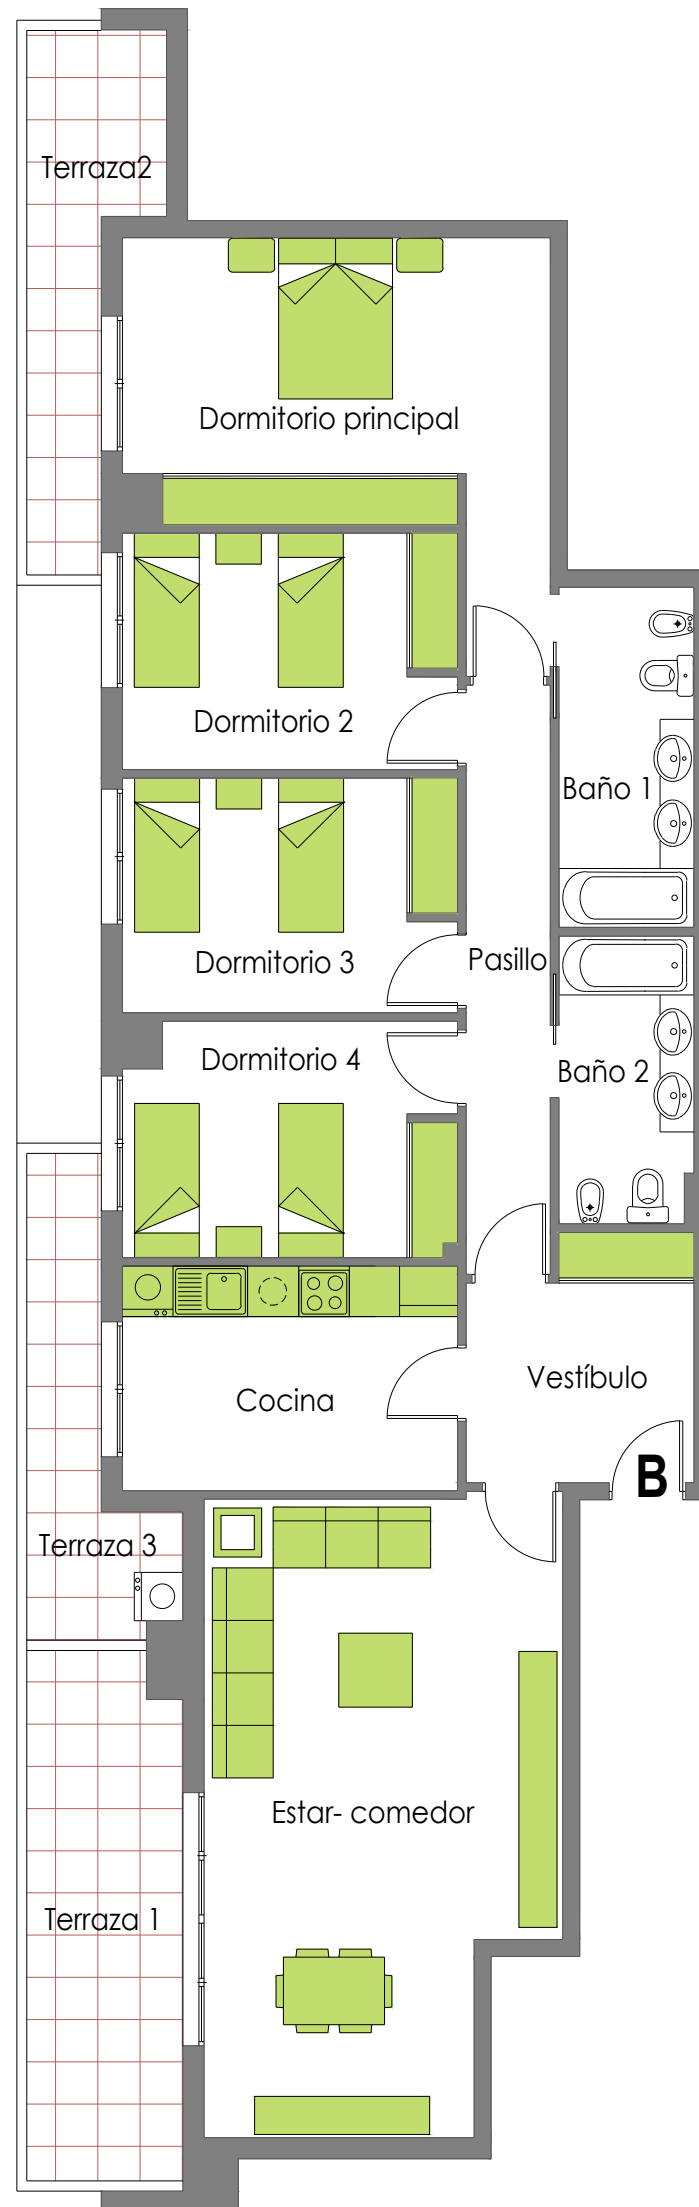 Terraza2
Dormitorio principal
Dormitorio 2
Baño 1
Dormitorio 3
Pasillo
Dormitorio 4
Baño 2
Cocina
Vestíbulo
B
Terraza 3
Estar- comedor
Terraza 1